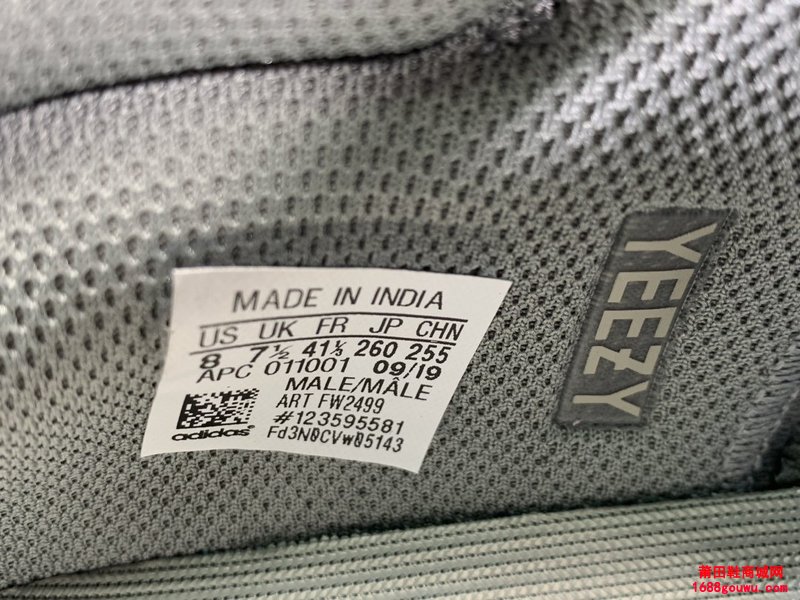 MADE IN INDIA
US UK FR JP CHN
8 7½ 41⅓ 260 255
APC 011001 09/19
MALE/MÂLE
ART FW2499
#123595581
adidas Fd3N0CVw05143
YEEZY
莆田鞋商城网
1688gouwu.com